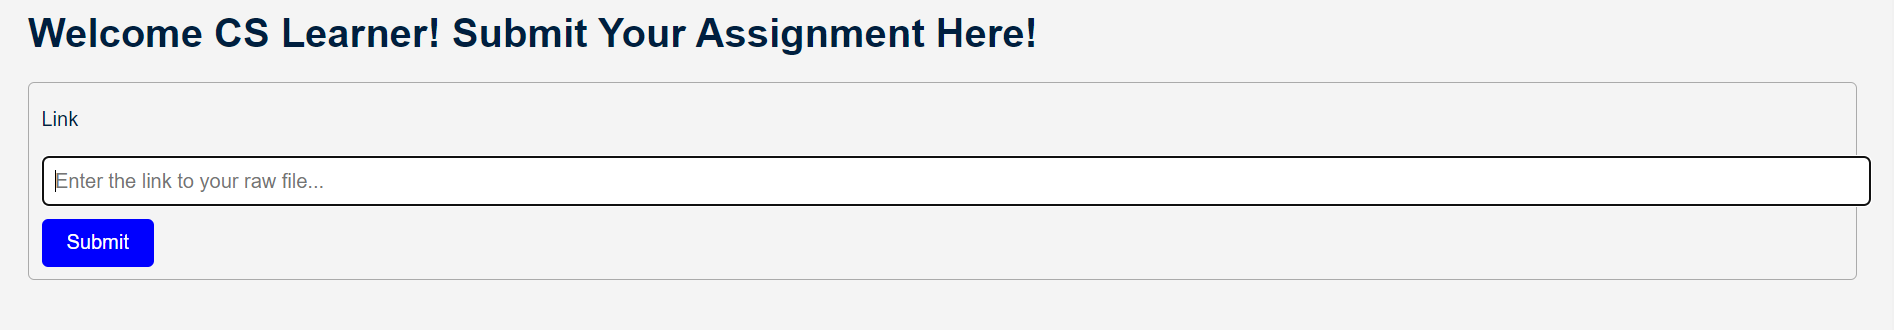 Welcome CS Learner! Submit Your Assignment Here!
Link
Enter the link to your raw file...
Submit